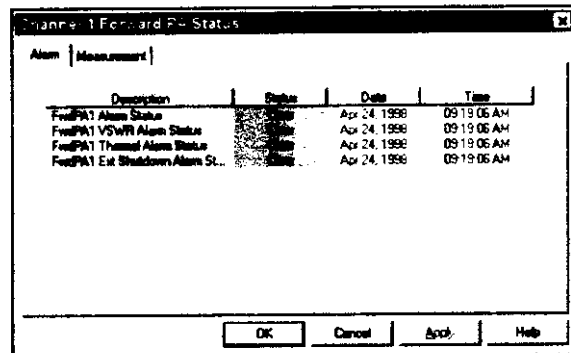 Channel 1 Forward PA Status
Alarm Measurement
Description Status Date Time
FwdPA1 Alarm Status Apr 24, 1998 09:19:06 AM
FwdPA1 VSWR Alarm Status Apr 24, 1998 09:19:06 AM
FwdPA1 Thermal Alarm Status Apr 24, 1998 09:19:06 AM
FwdPA1 Ext Shutdown Alarm St... Apr 24, 1998 09:19:06 AM
OK Cancel Apply Help